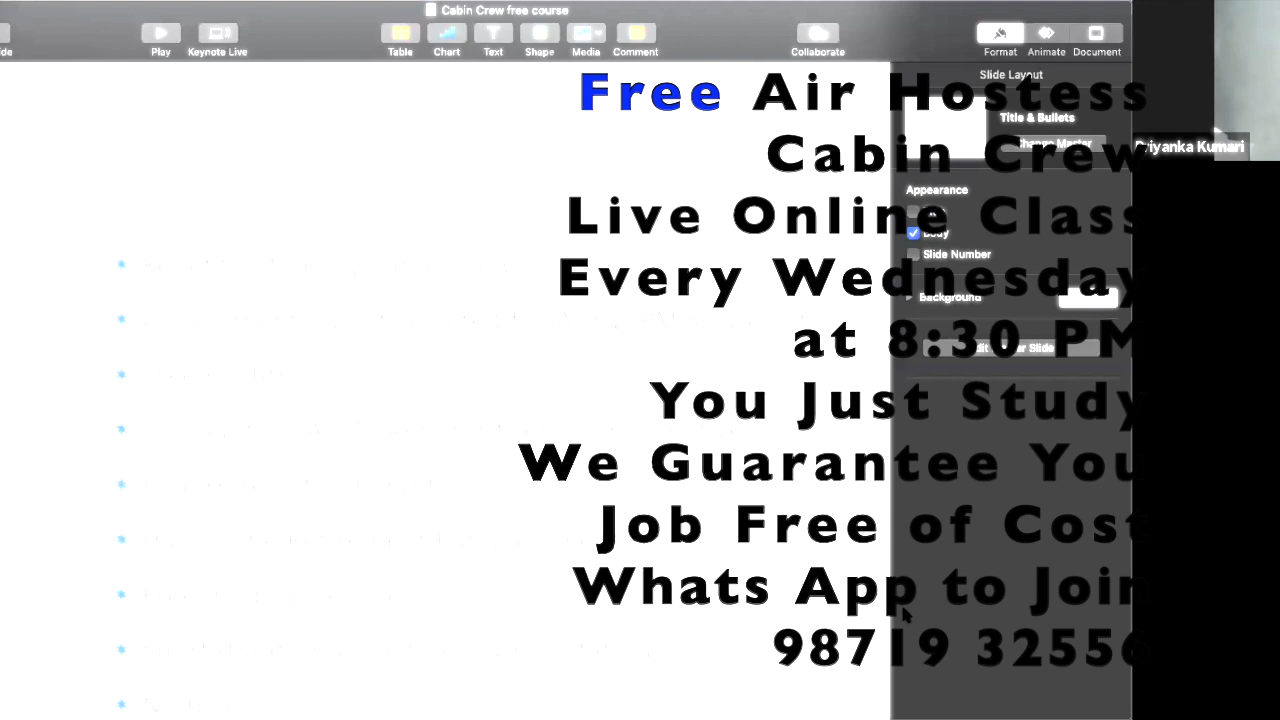 Cabin Crew free course
Play
Keynote Live
Table
Chart
Text
Shape
Media
Comment
Collaborate
Format
Animate
Document
Slide Layout
Title & Bullets
Change Master
Appearance
Body
Slide Number
Background
Priyanka Kumari
Free Air Hostess
Cabin Crew
Live Online Class
Every Wednesday
at 8:30 PM
You Just Study
We Guarantee You
Job Free of Cost
Whats App to Join
98719 32556